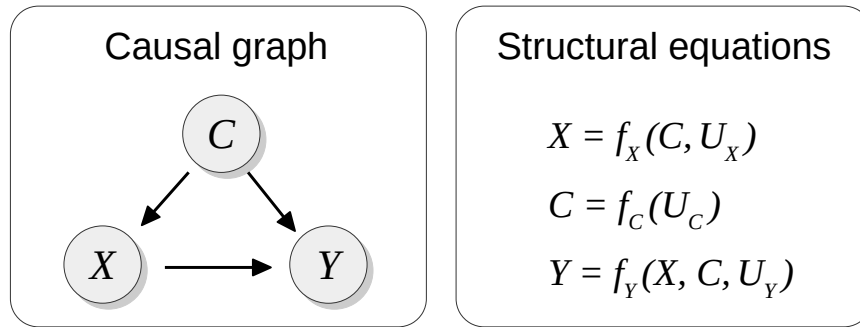 Causal graph
C
X
Y
Structural equations
X = f_X(C, U_X)
C = f_C(U_C)
Y = f_Y(X, C, U_Y)